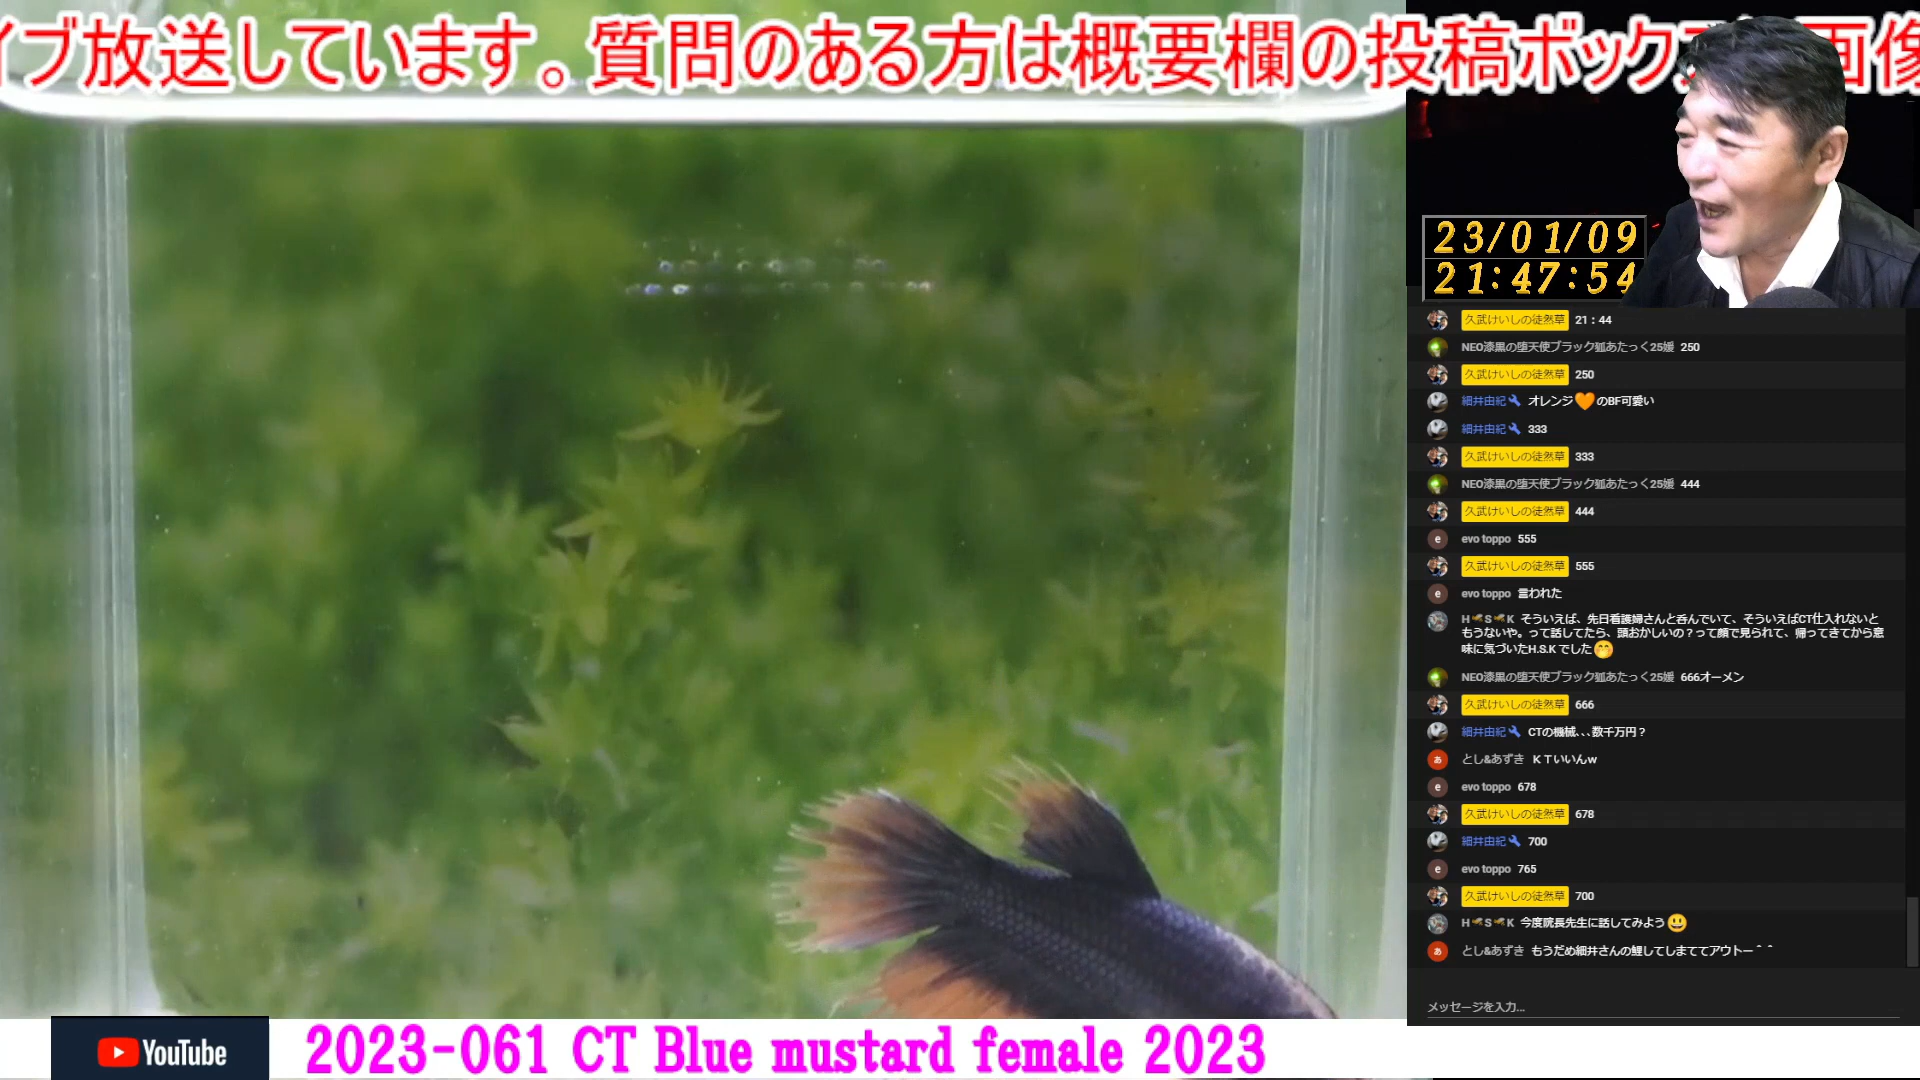 イブ放送しています。質問のある方は概要欄の投稿ボックス
画像
23/01/09
21:47:54
久武けいしの徒然草 21:44
NEO漆黒の堕天使ブラック狐あたっく25媛 250
久武けいしの徒然草 250
細井由紀 オレンジ🧡のBF可愛い
細井由紀 333
久武けいしの徒然草 333
NEO漆黒の堕天使ブラック狐あたっく25媛 444
久武けいしの徒然草 444
e evo toppo 555
久武けいしの徒然草 555
e evo toppo 言われた
H S K そういえば、先日看護婦さんと呑んでいて、そういえばCT仕入れないと
もうないや。って話してたら、頭おかしいの?って顔で見られて、帰ってきてから意
味に気づいたH.S.K でした🤭
NEO漆黒の堕天使ブラック狐あたっく25媛 666オーメン
久武けいしの徒然草 666
細井由紀 CTの機械､､､数千万円?
あ とし&あずき KTいいんw
e evo toppo 678
久武けいしの徒然草 678
細井由紀 700
e evo toppo 765
久武けいしの徒然草 700
H S K 今度院長先生に話してみよう😃
あ とし&あずき もうだめ細井さんの鯉してしまててアウトー＾＾
メッセージを入力...
YouTube
2023-061 CT Blue mustard female 2023